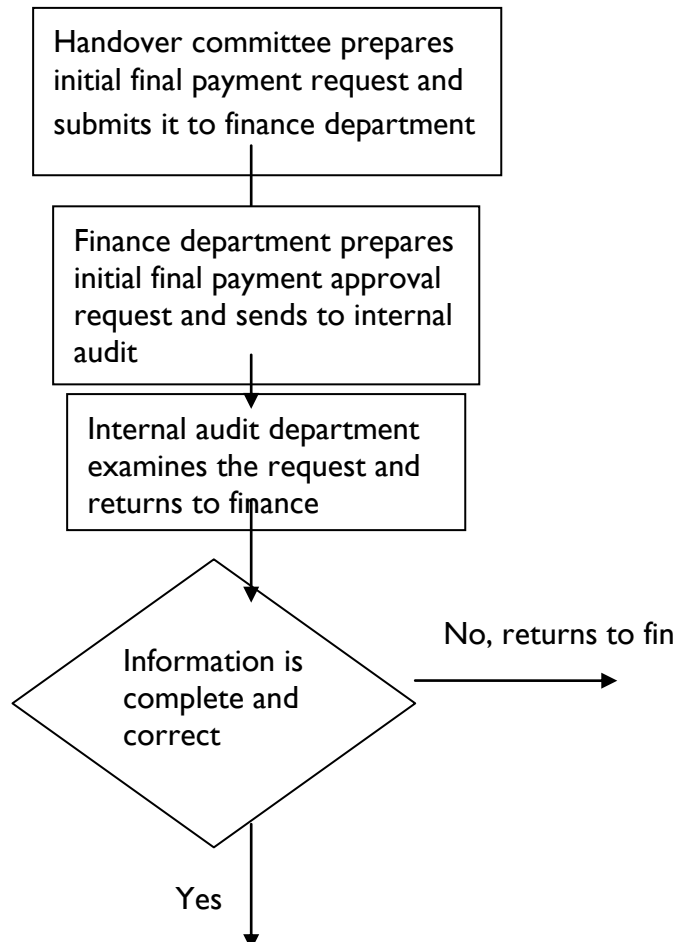 Handover committee prepares
initial final payment request and
submits it to finance department
Finance department prepares
initial final payment approval
request and sends to internal
audit
Internal audit department
examines the request and
returns to finance
No, returns to fin
Information is
complete and
correct
Yes